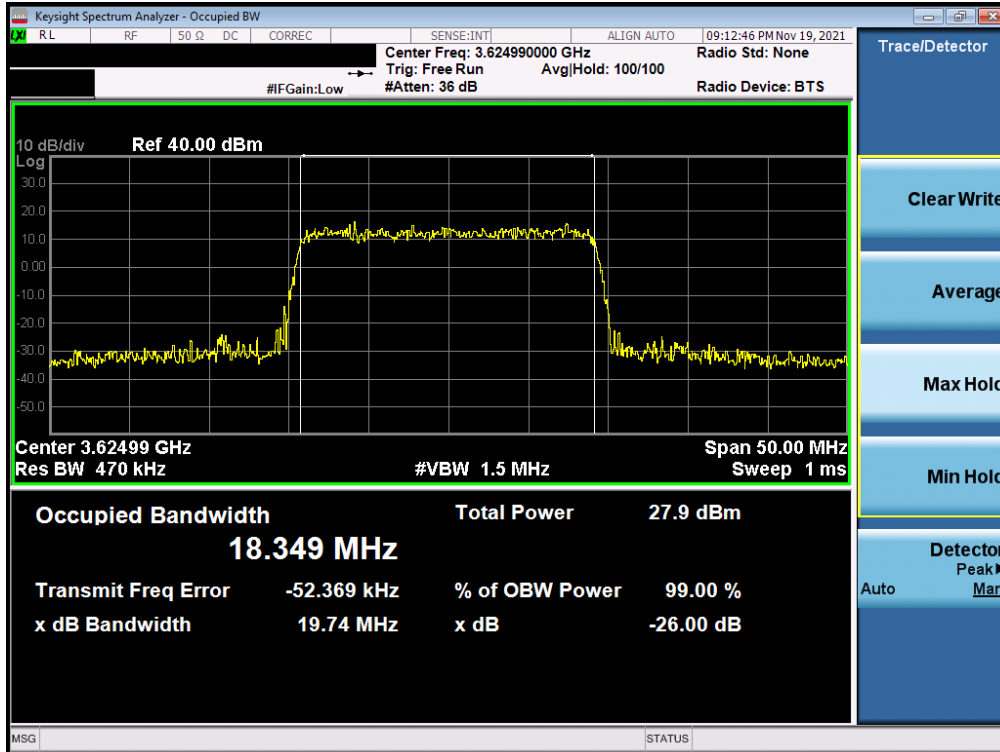 Keysight Spectrum Analyzer - Occupied BW
LXI RL RF 50 Ω DC CORREC SENSE:INT ALIGN AUTO 09:12:46 PM Nov 19, 2021
Center Freq: 3.624990000 GHz Radio Std: None
Trig: Free Run Avg|Hold: 100/100
#IFGain:Low #Atten: 36 dB Radio Device: BTS
10 dB/div Ref 40.00 dBm
Log
30.0
20.0
10.0
0.00
-10.0
-20.0
-30.0
-40.0
-50.0
Center 3.62499 GHz Span 50.00 MHz
Res BW 470 kHz #VBW 1.5 MHz Sweep 1 ms
Occupied Bandwidth Total Power 27.9 dBm
18.349 MHz
Transmit Freq Error -52.369 kHz % of OBW Power 99.00 %
x dB Bandwidth 19.74 MHz x dB -26.00 dB
MSG STATUS
Trace/Detector
Clear Write
Average
Max Hold
Min Hold
Detector
Peak
Auto Man